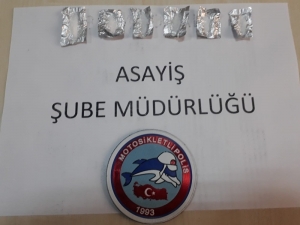 ASAYİŞ
ŞUBE MÜDÜRLÜĞÜ
MOTOSİKLETLİ POLİS
1993